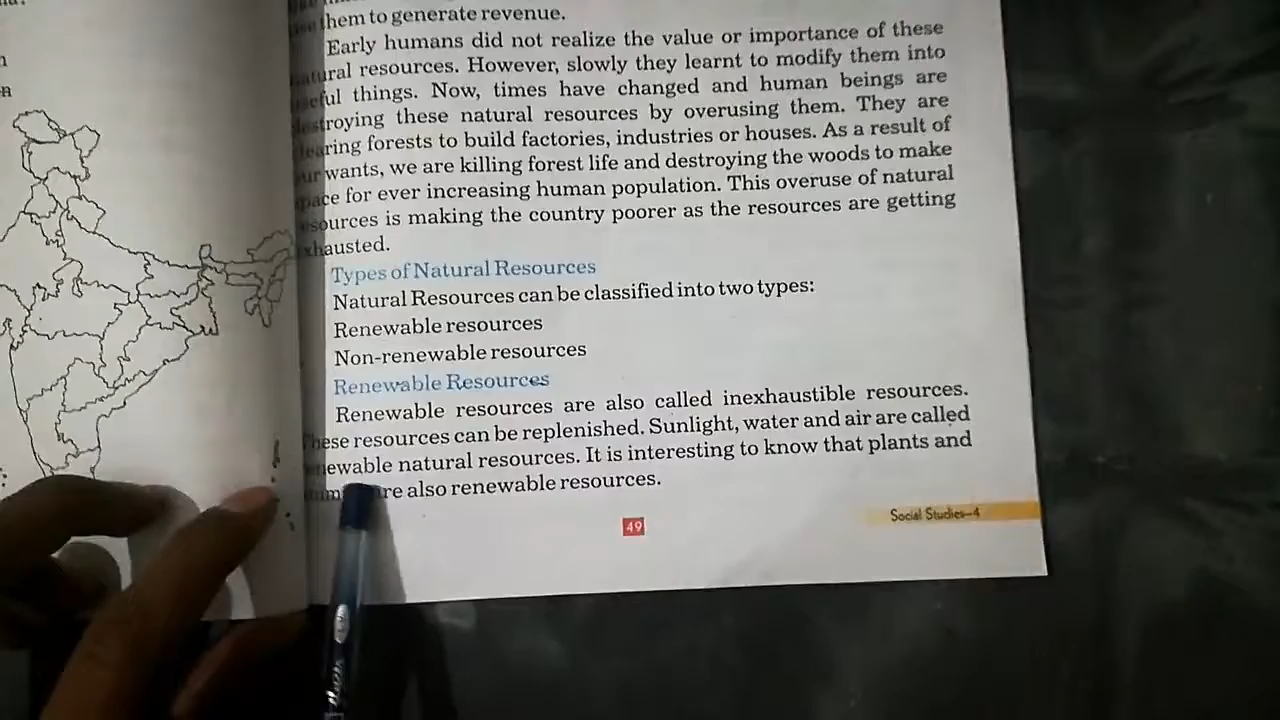 them to generate revenue.
Early humans did not realize the value or importance of these
natural resources. However, slowly they learnt to modify them into
useful things. Now, times have changed and human beings are
destroying these natural resources by overusing them. They are
clearing forests to build factories, industries or houses. As a result of
our wants, we are killing forest life and destroying the woods to make
space for ever increasing human population. This overuse of natural
resources is making the country poorer as the resources are getting
exhausted.
Types of Natural Resources
Natural Resources can be classified into two types:
Renewable resources
Non-renewable resources
Renewable Resources
Renewable resources are also called inexhaustible resources.
These resources can be replenished. Sunlight, water and air are called
renewable natural resources. It is interesting to know that plants and
are also renewable resources.
49
Social Studies–4